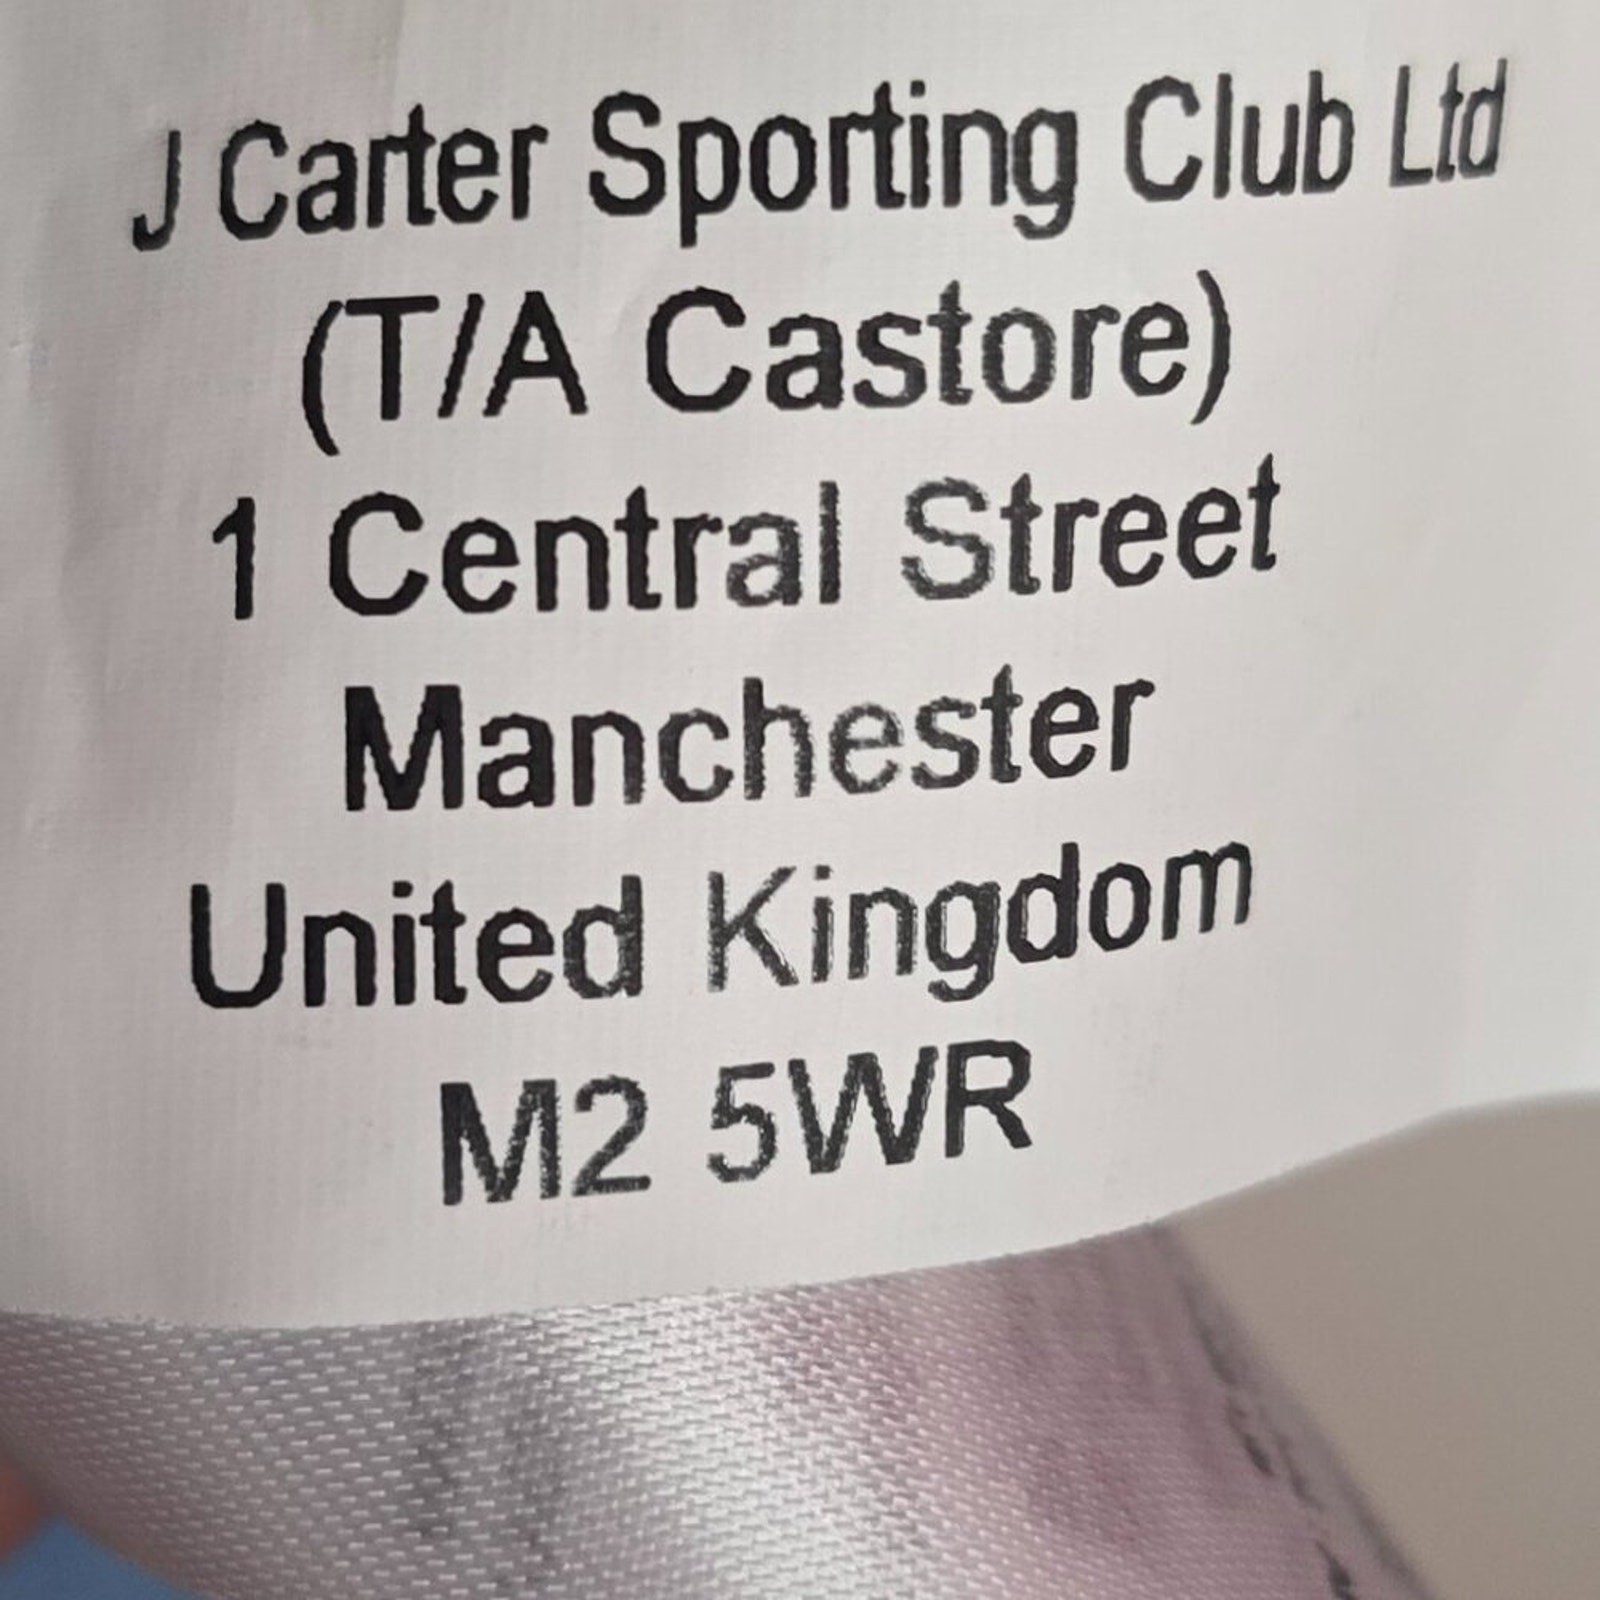 J Carter Sporting Club Ltd
(T/A Castore)
1 Central Street
Manchester
United Kingdom
M2 5WR